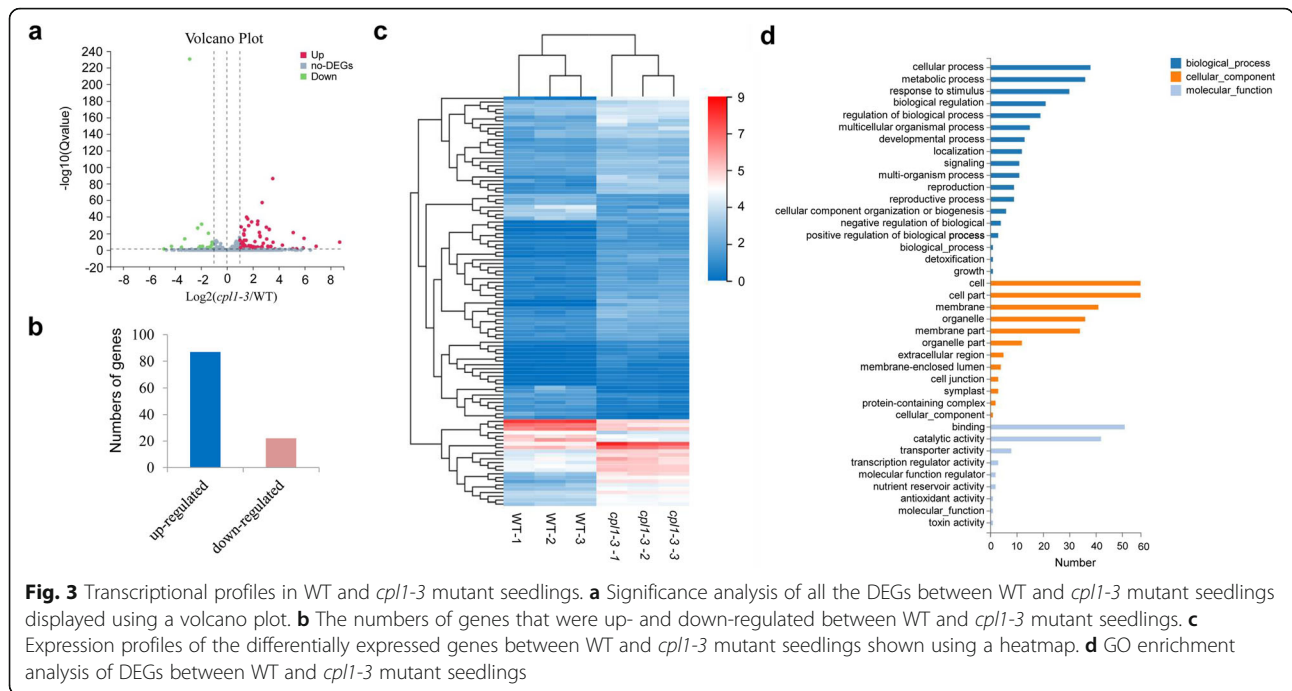 a
Volcano Plot
Up
no-DEGs
Down
240
220
200
180
160
140
120
100
80
60
40
20
0
-20
-log10(Qvalue)
-8
-6
-4
-2
0
2
4
6
8
Log2(cpl1-3/WT)
b
100
80
60
40
20
0
Numbers of genes
up-regulated
down-regulated
c
9
7
5
4
2
0
WT-1
WT-2
WT-3
cpl1-3 -1
cpl1-3 -2
cpl1-3 -3
d
biological_process
cellular_component
molecular_function
cellular process
metabolic process
response to stimulus
biological regulation
regulation of biological process
multicellular organismal process
developmental process
localization
signaling
multi-organism process
reproduction
reproductive process
cellular component organization or biogenesis
negative regulation of biological
positive regulation of biological process
biological_process
detoxification
growth
cell
cell part
membrane
organelle
membrane part
organelle part
extracellular region
membrane-enclosed lumen
cell junction
symplast
protein-containing complex
cellular_component
binding
catalytic activity
transporter activity
transcription regulator activity
molecular function regulator
nutrient reservoir activity
antioxidant activity
molecular_function
toxin activity
0
10
20
30
40
50
60
Number
Fig. 3 Transcriptional profiles in WT and cpl1-3 mutant seedlings. a Significance analysis of all the DEGs between WT and cpl1-3 mutant seedlings
displayed using a volcano plot. b The numbers of genes that were up- and down-regulated between WT and cpl1-3 mutant seedlings. c
Expression profiles of the differentially expressed genes between WT and cpl1-3 mutant seedlings shown using a heatmap. d GO enrichment
analysis of DEGs between WT and cpl1-3 mutant seedlings